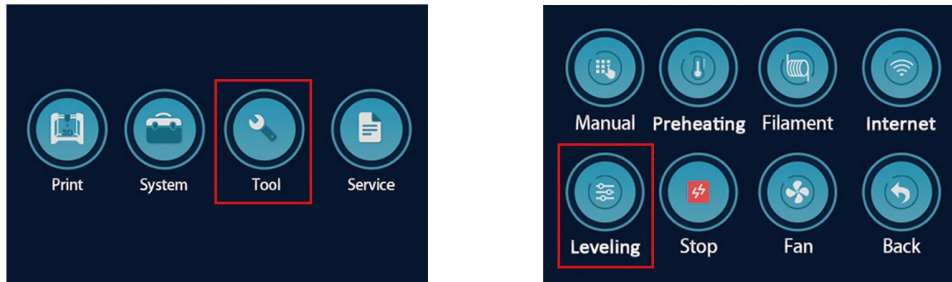 Print System Tool Service
Manual Preheating Filament Internet
Leveling Stop Fan Back